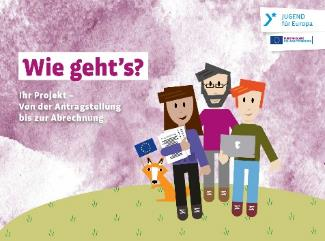 JUGEND
für Europa
Wie geht's?
Ihr Projekt –
Von der Antragstellung
bis zur Abrechnung